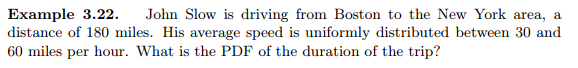 Example 3.22. John Slow is driving from Boston to the New York area, a
distance of 180 miles. His average speed is uniformly distributed between 30 and
60 miles per hour. What is the PDF of the duration of the trip?